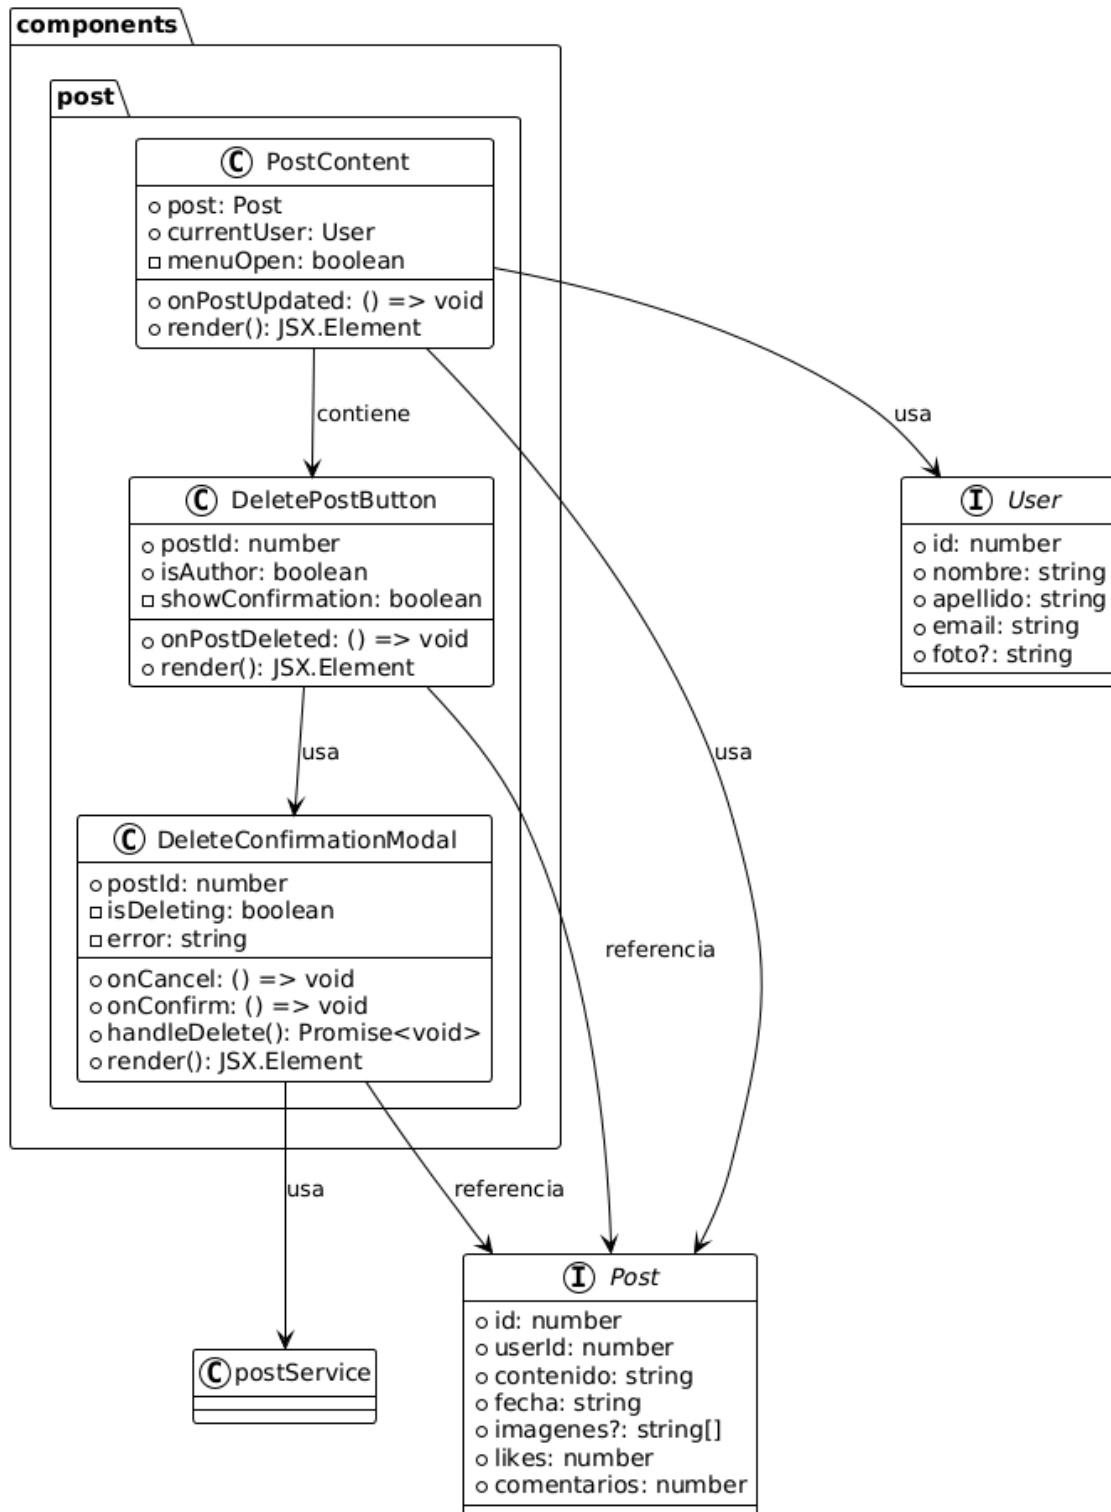 components
post
C PostContent
post: Post
currentUser: User
menuOpen: boolean
onPostUpdated: () => void
render(): JSX.Element
contiene
usa
C DeletePostButton
postId: number
isAuthor: boolean
showConfirmation: boolean
onPostDeleted: () => void
render(): JSX.Element
I User
id: number
nombre: string
apellido: string
email: string
foto?: string
usa
usa
C DeleteConfirmationModal
postId: number
isDeleting: boolean
error: string
onCancel: () => void
onConfirm: () => void
handleDelete(): Promise<void>
render(): JSX.Element
referencia
usa
referencia
C postService
I Post
id: number
userId: number
contenido: string
fecha: string
imagenes?: string[]
likes: number
comentarios: number